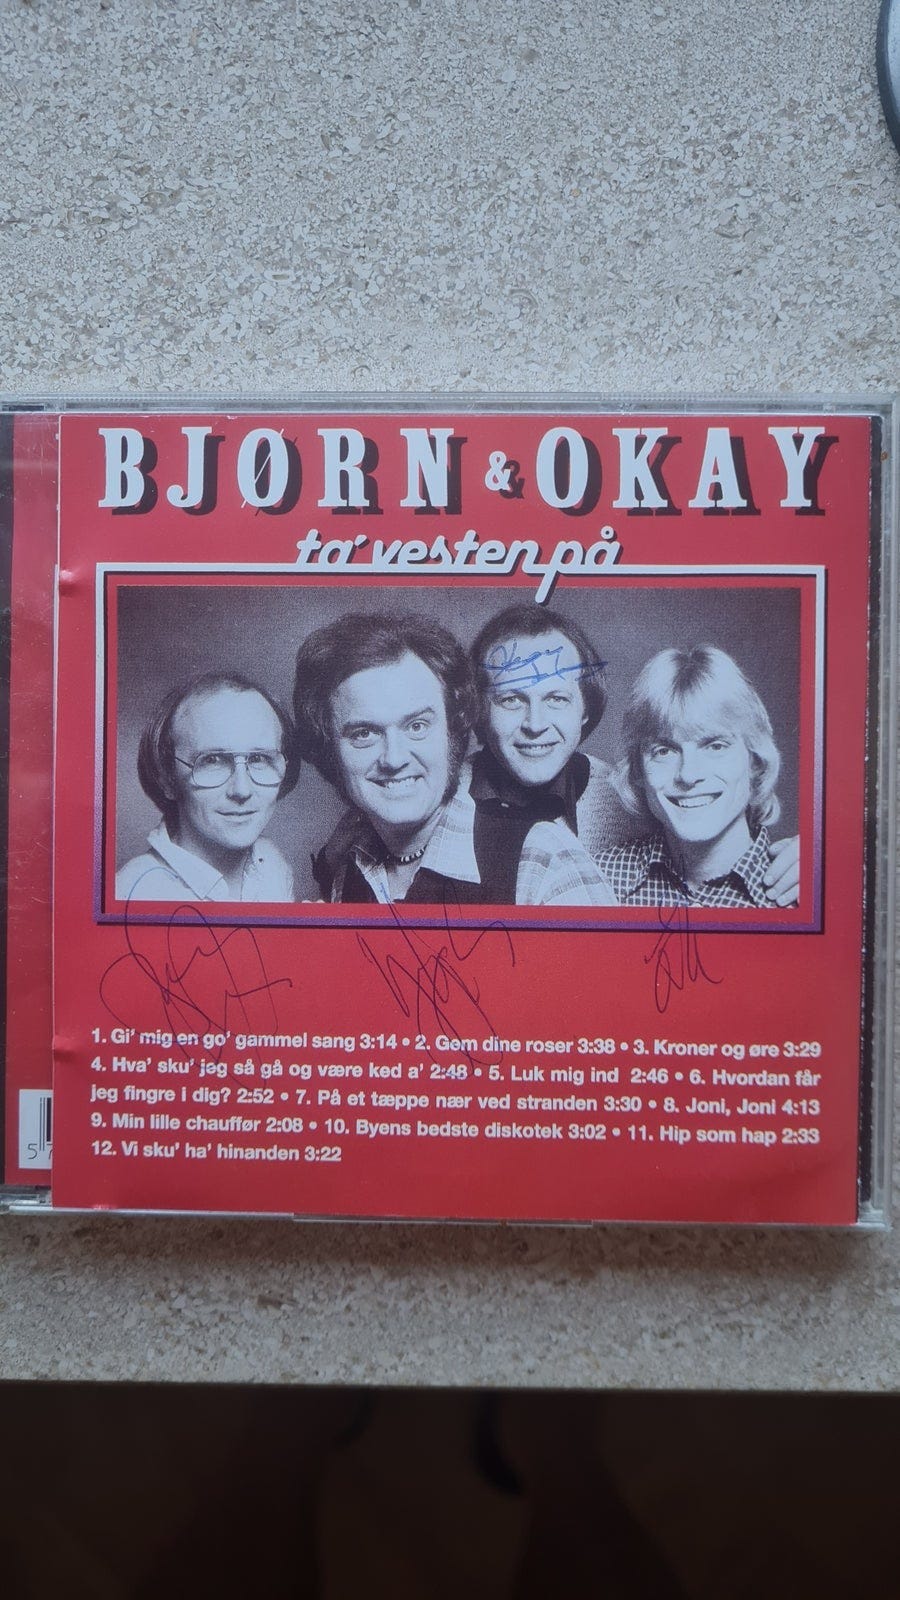 BJØRN & OKAY
ta' vesten på
1. Gi' mig en go' gammel sang 3:14 • 2. Gem dine roser 3:38 • 3. Kroner og øre 3:29
4. Hva' sku' jeg så gå og være ked a' 2:48 • 5. Luk mig ind 2:46 • 6. Hvordan får
jeg fingre i dig? 2:52 • 7. På et tæppe nær ved stranden 3:30 • 8. Joni, Joni 4:13
9. Min lille chauffør 2:08 • 10. Byens bedste diskotek 3:02 • 11. Hip som hap 2:33
12. Vi sku' ha' hinanden 3:22
5